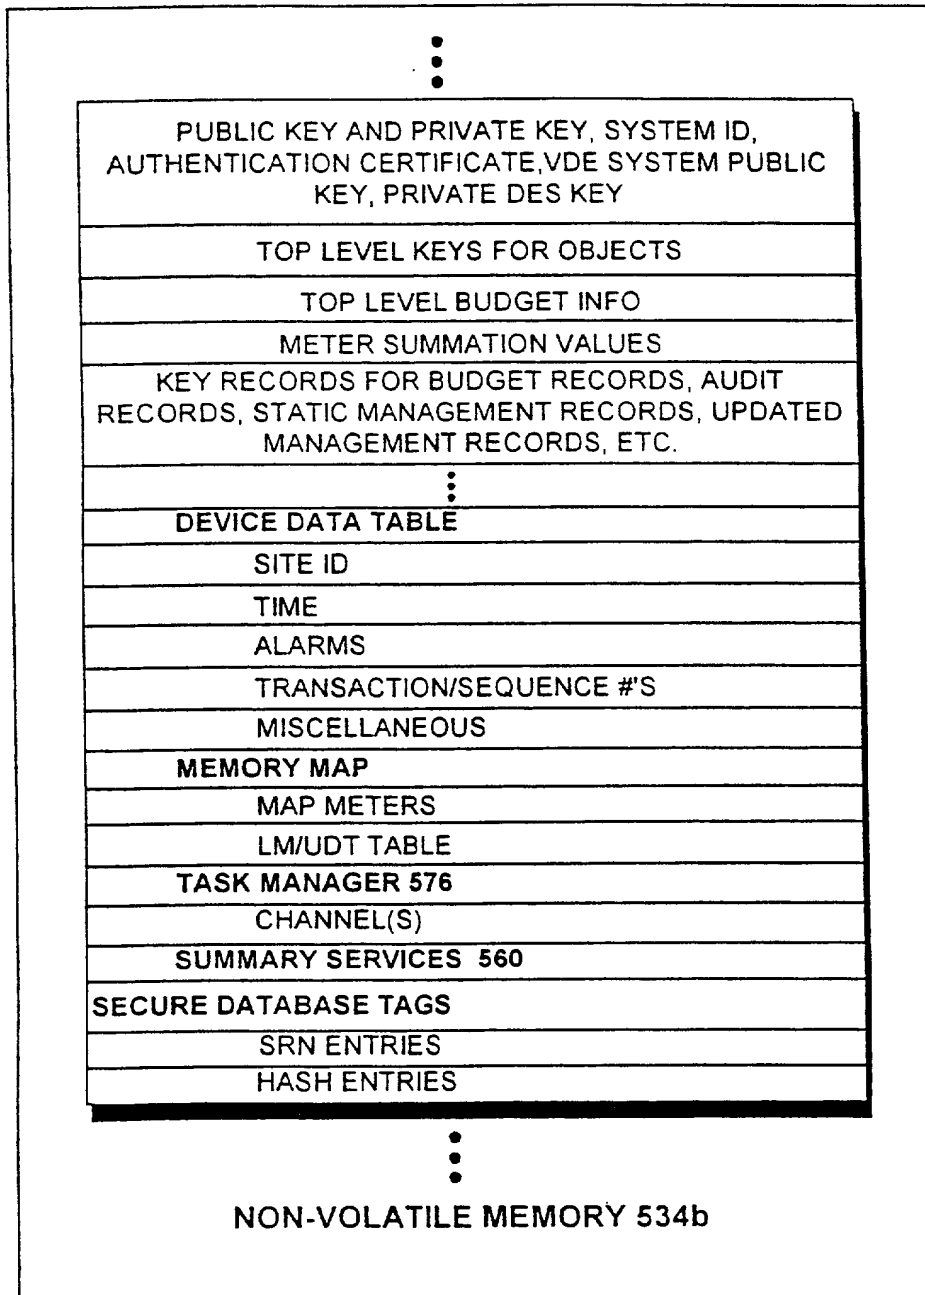 PUBLIC KEY AND PRIVATE KEY, SYSTEM ID,
AUTHENTICATION CERTIFICATE,VDE SYSTEM PUBLIC
KEY, PRIVATE DES KEY
TOP LEVEL KEYS FOR OBJECTS
TOP LEVEL BUDGET INFO
METER SUMMATION VALUES
KEY RECORDS FOR BUDGET RECORDS, AUDIT
RECORDS, STATIC MANAGEMENT RECORDS, UPDATED
MANAGEMENT RECORDS, ETC.
DEVICE DATA TABLE
SITE ID
TIME
ALARMS
TRANSACTION/SEQUENCE #'S
MISCELLANEOUS
MEMORY MAP
MAP METERS
LM/UDT TABLE
TASK MANAGER 576
CHANNEL(S)
SUMMARY SERVICES 560
SECURE DATABASE TAGS
SRN ENTRIES
HASH ENTRIES
NON-VOLATILE MEMORY 534b